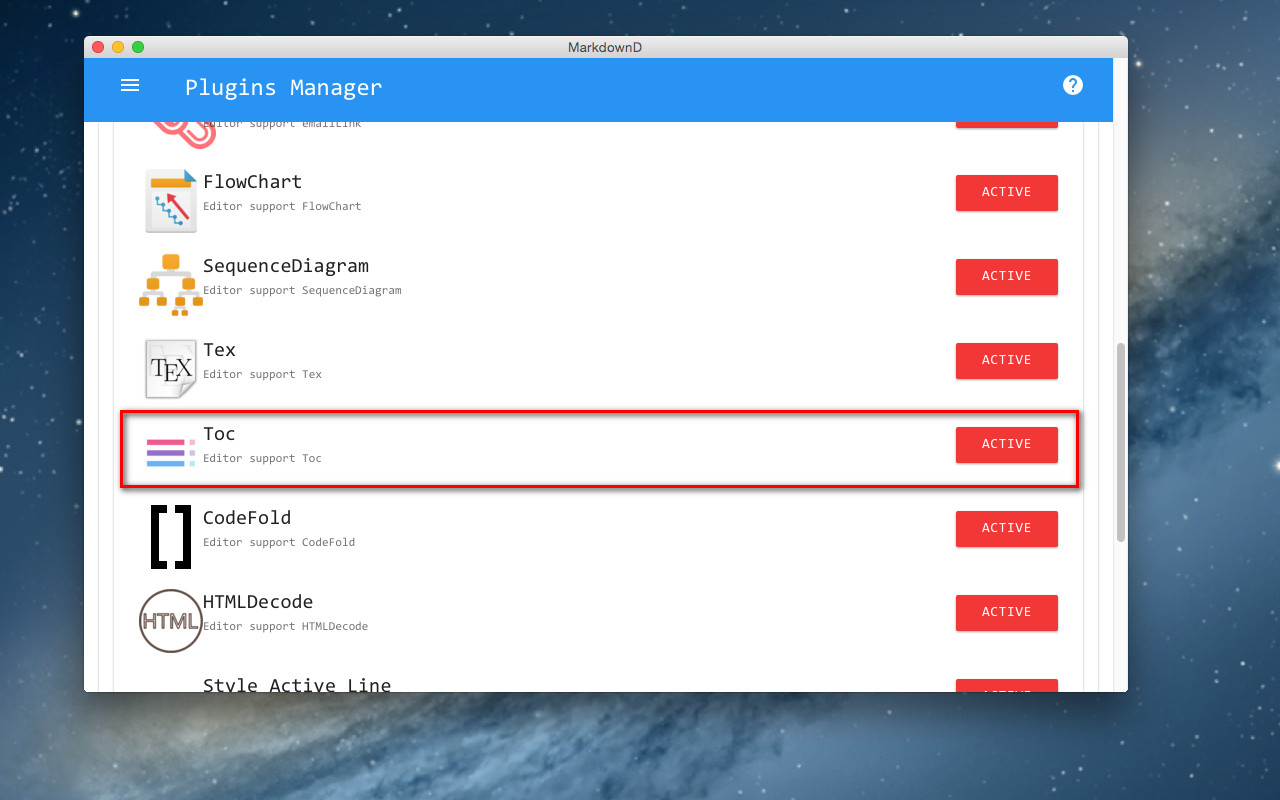 MarkdownD
Plugins Manager
Editor support emailLink
FlowChart
Editor support FlowChart
ACTIVE
SequenceDiagram
Editor support SequenceDiagram
ACTIVE
TEX
Tex
Editor support Tex
ACTIVE
Toc
Editor support Toc
ACTIVE
CodeFold
Editor support CodeFold
ACTIVE
HTML
HTMLDecode
Editor support HTMLDecode
ACTIVE
Style Active Line
ACTIVE